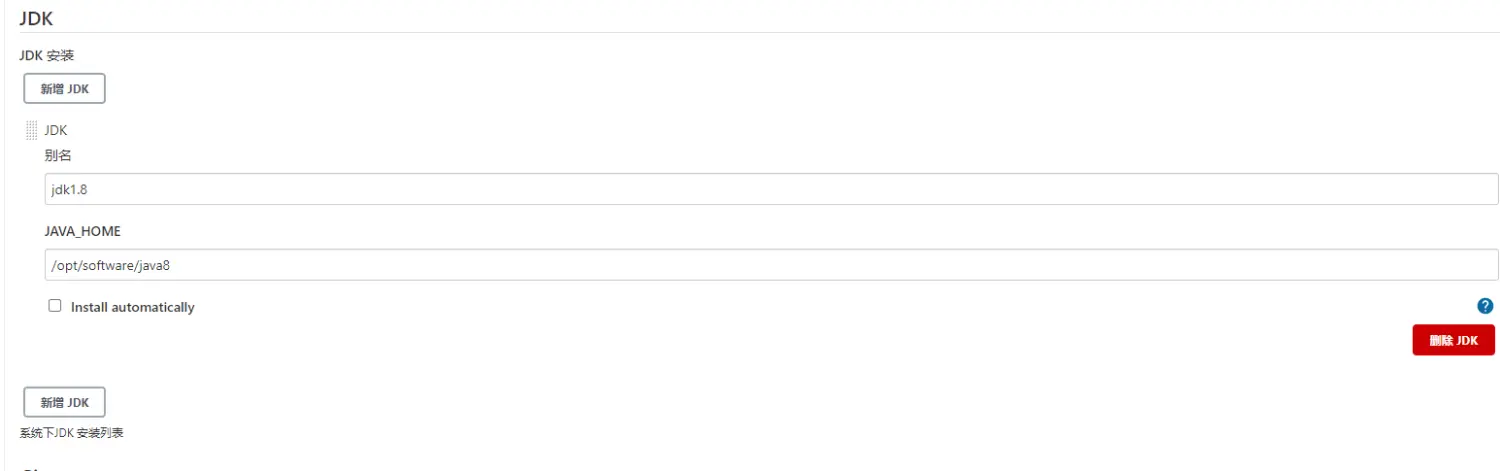 JDK
JDK 安装
新增 JDK
JDK
别名
jdk1.8
JAVA_HOME
/opt/software/java8
Install automatically
?
删除 JDK
新增 JDK
系统下JDK 安装列表